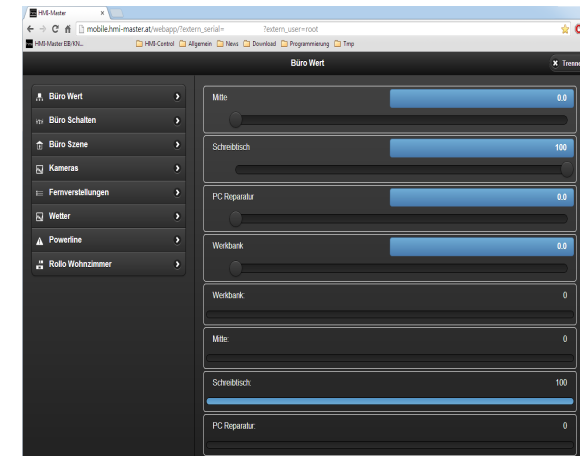 HMI-Master
mobile.hmi-master.at/webapp/?extern_serial= ?extern_user=root
HMI-Master EIB/KN... HMI-Control Allgemein News Download Programmierung Tmp
Büro Wert
Trenne
Büro Wert
Büro Schalten
Büro Szene
Kameras
Fernverstellungen
Wetter
Powerline
Rollo Wohnzimmer
Mitte 0.0
Schreibtisch 100
PC Reparatur 0.0
Werkbank 0.0
Werkbank: 0
Mitte: 0
Schreibtisch: 100
PC Reparatur: 0